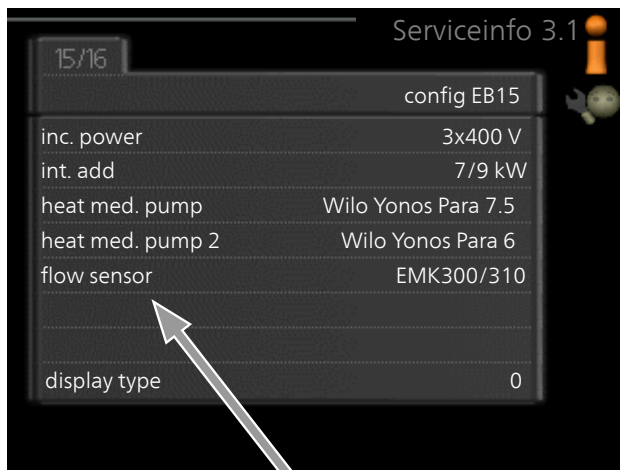 Serviceinfo 3.1
15/16
config EB15
inc. power 3x400 V
int. add 7/9 kW
heat med. pump Wilo Yonos Para 7.5
heat med. pump 2 Wilo Yonos Para 6
flow sensor EMK300/310
display type 0